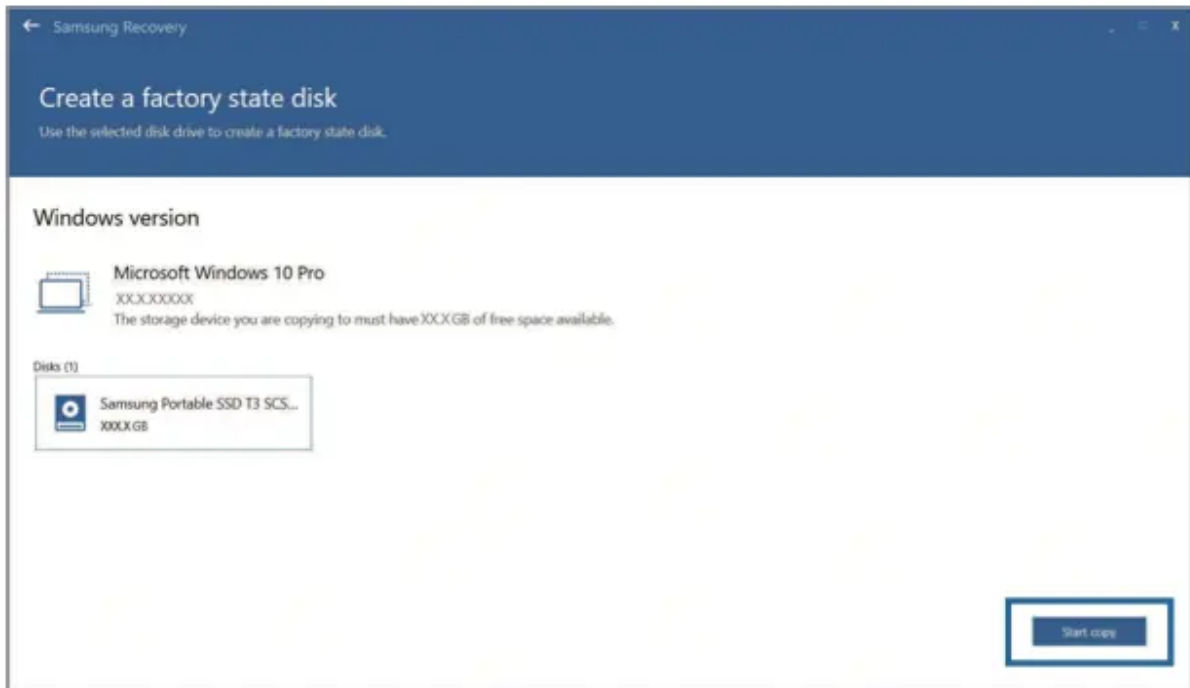 Samsung Recovery
Create a factory state disk
Use the selected disk drive to create a factory state disk.
Windows version
Microsoft Windows 10 Pro
XX.X.XXXXX
The storage device you are copying to must have XX.X GB of free space available.
Disks (1)
Samsung Portable SSD T3 SCS...
XXX.X GB
Start copy